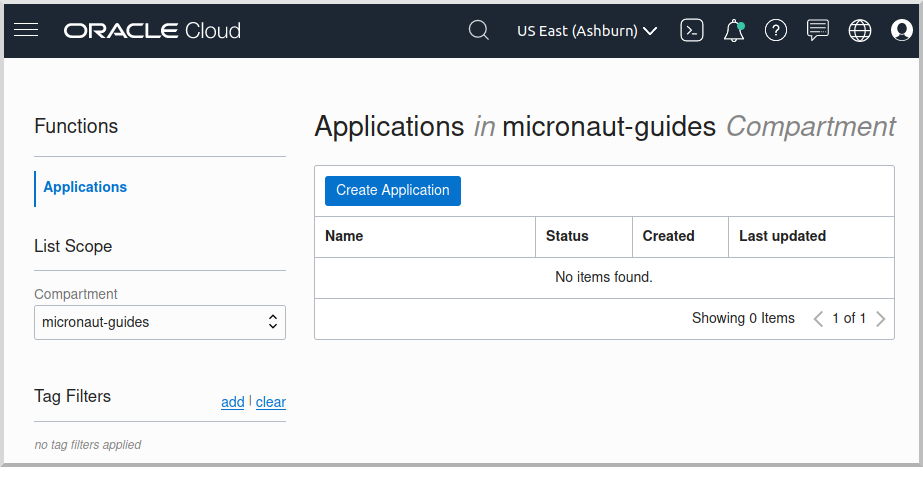 ORACLE Cloud
US East (Ashburn)
Functions
Applications
List Scope
Compartment
micronaut-guides
Tag Filters
add | clear
no tag filters applied
Applications in micronaut-guides Compartment
Create Application
Name Status Created Last updated
No items found.
Showing 0 Items < 1 of 1 >